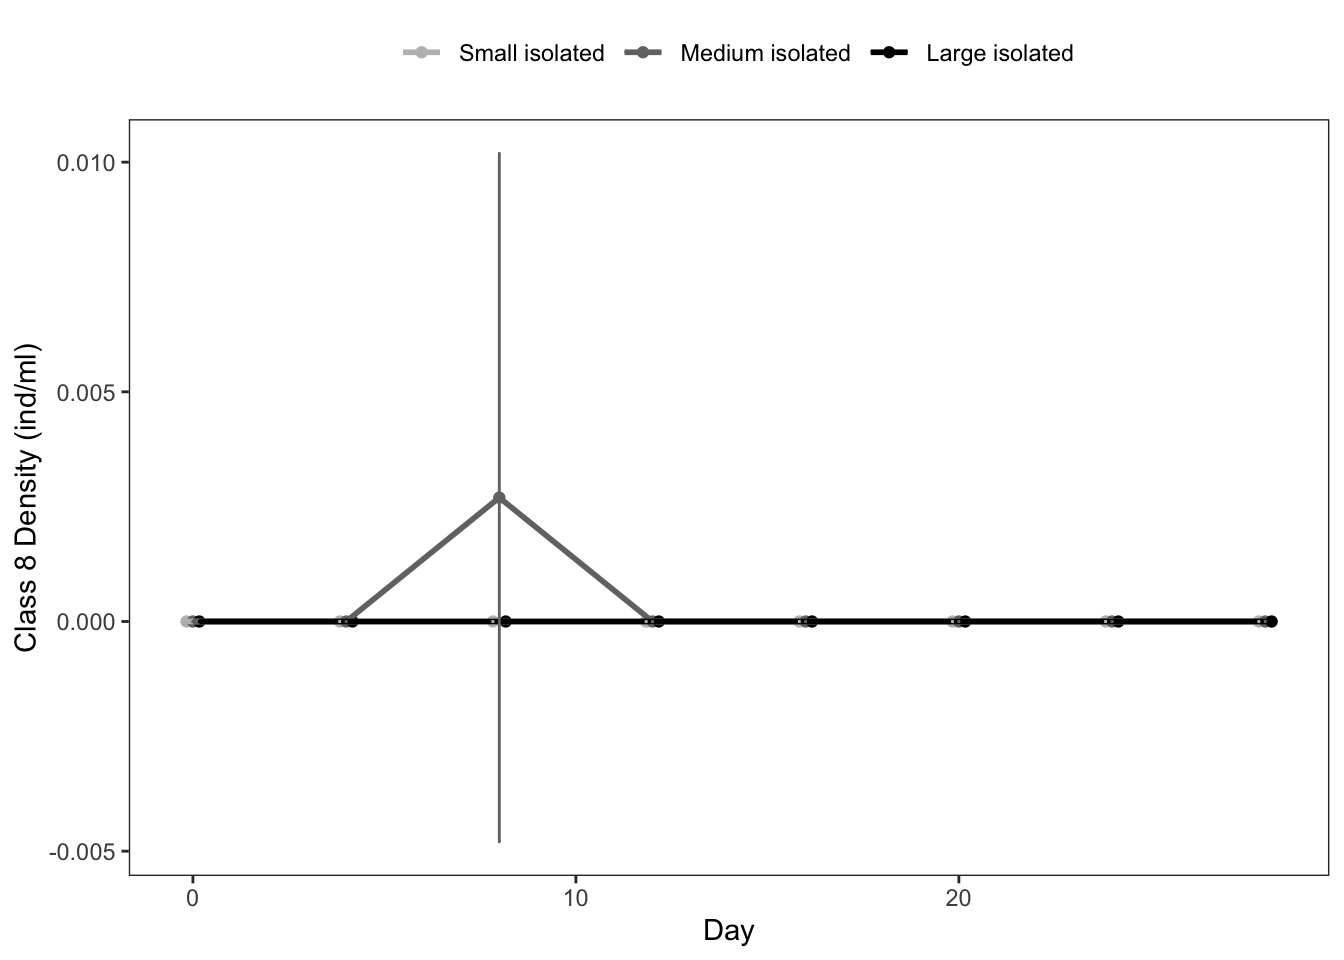 Small isolated Medium isolated Large isolated
0.010
0.005
0.000
-0.005
Class 8 Density (ind/ml)
0 10 20
Day